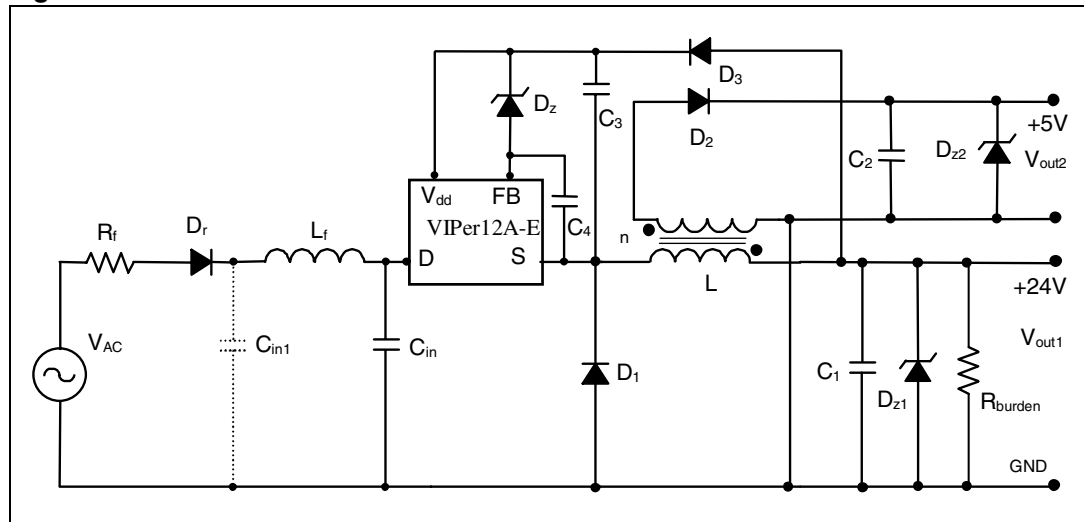 D3
Dz
C3
D2
+5V
C2
Dz2
Vout2
Vdd
FB
VIPer12A-E
C4
Rf
Dr
Lf
D
S
n
L
+24V
VAC
Cin1
Cin
D1
C1
Dz1
Rburden
Vout1
GND